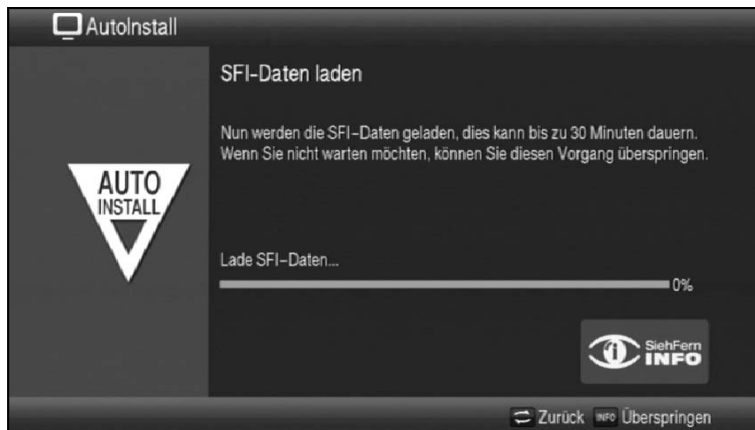 AutoInstall
SFI-Daten laden
Nun werden die SFI-Daten geladen, dies kann bis zu 30 Minuten dauern.
Wenn Sie nicht warten möchten, können Sie diesen Vorgang überspringen.
AUTO
INSTALL
Lade SFI-Daten...
0%
SiehFern
INFO
Zurück INFO Überspringen